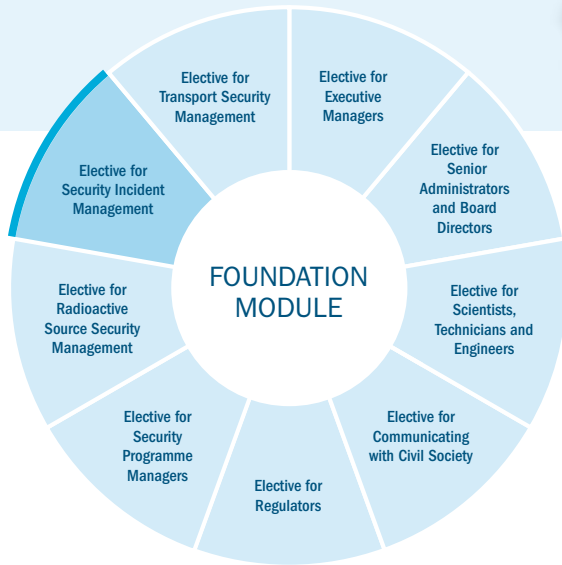 Elective for
Transport Security
Management
Elective for
Executive
Managers
Elective for
Senior
Administrators
and Board
Directors
Elective for
Scientists,
Technicians and
Engineers
Elective for
Communicating
with Civil Society
Elective for
Regulators
Elective for
Security
Programme
Managers
Elective for
Radioactive
Source Security
Management
Elective for
Security Incident
Management
FOUNDATION
MODULE